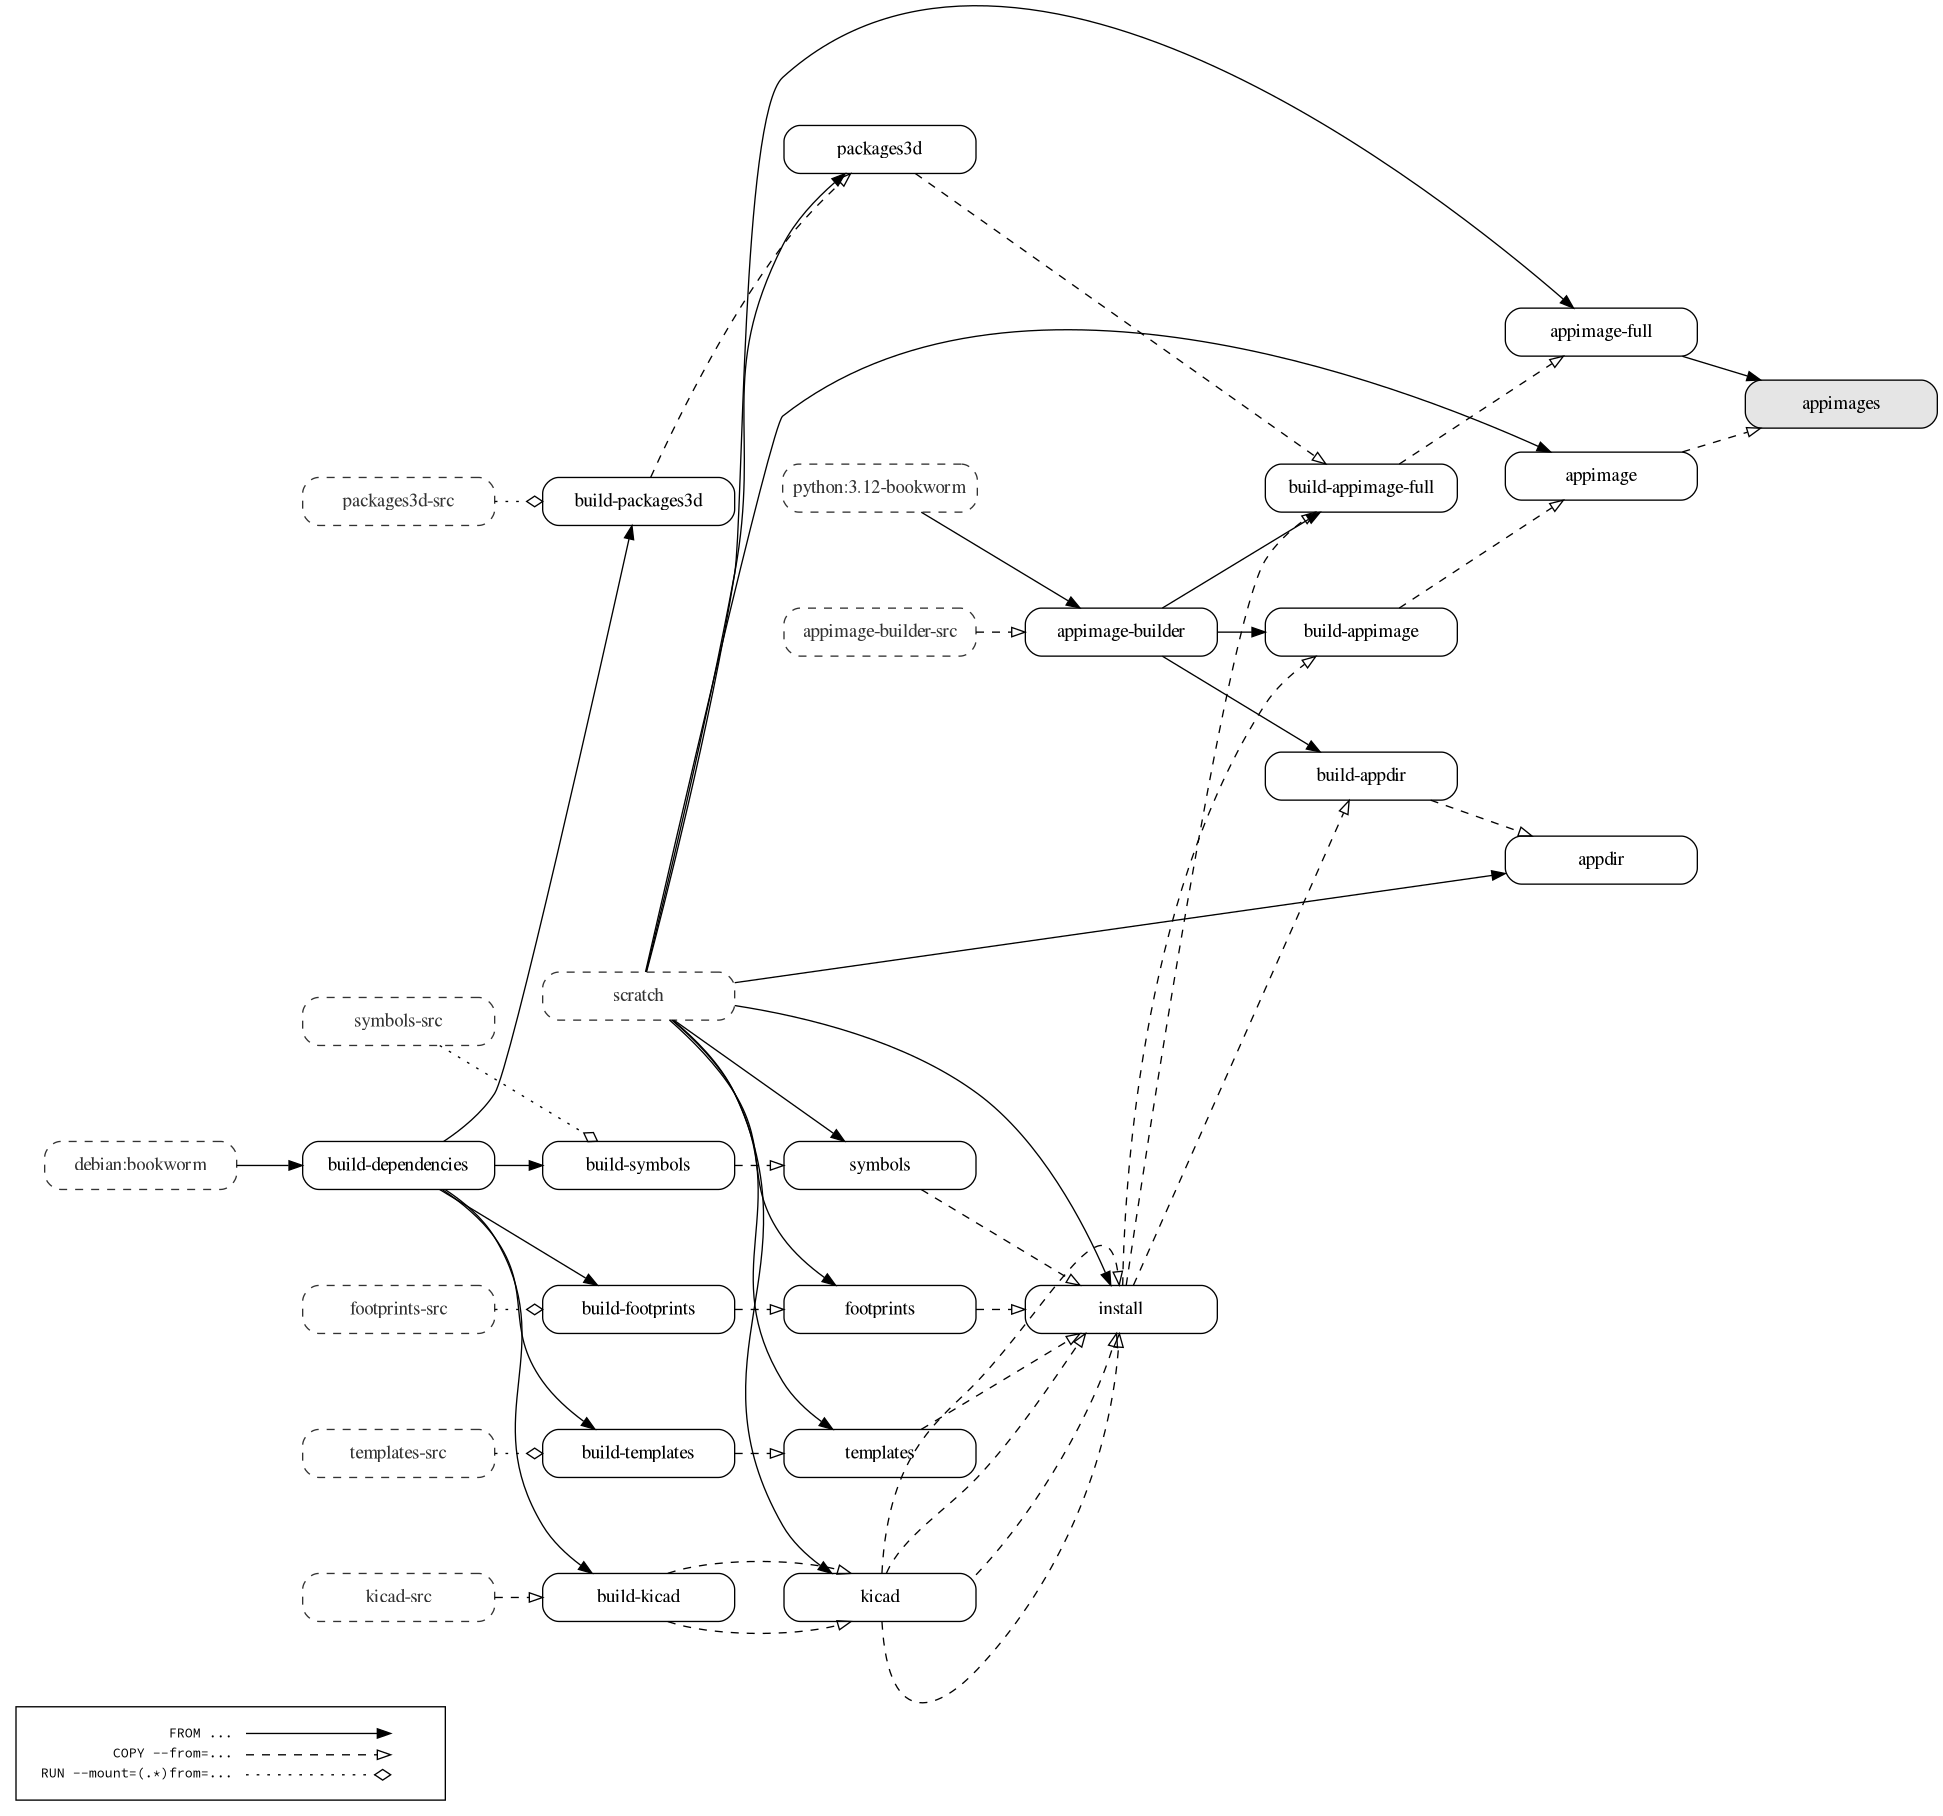 packages3d
appimage-full
appimages
appimage
packages3d-src
build-packages3d
python:3.12-bookworm
build-appimage-full
appimage-builder-src
appimage-builder
build-appimage
build-appdir
appdir
scratch
symbols-src
debian:bookworm
build-dependencies
build-symbols
symbols
footprints-src
build-footprints
footprints
install
templates-src
build-templates
templates
kicad-src
build-kicad
kicad
FROM ...
COPY --from=...
RUN --mount=(.*)from=...